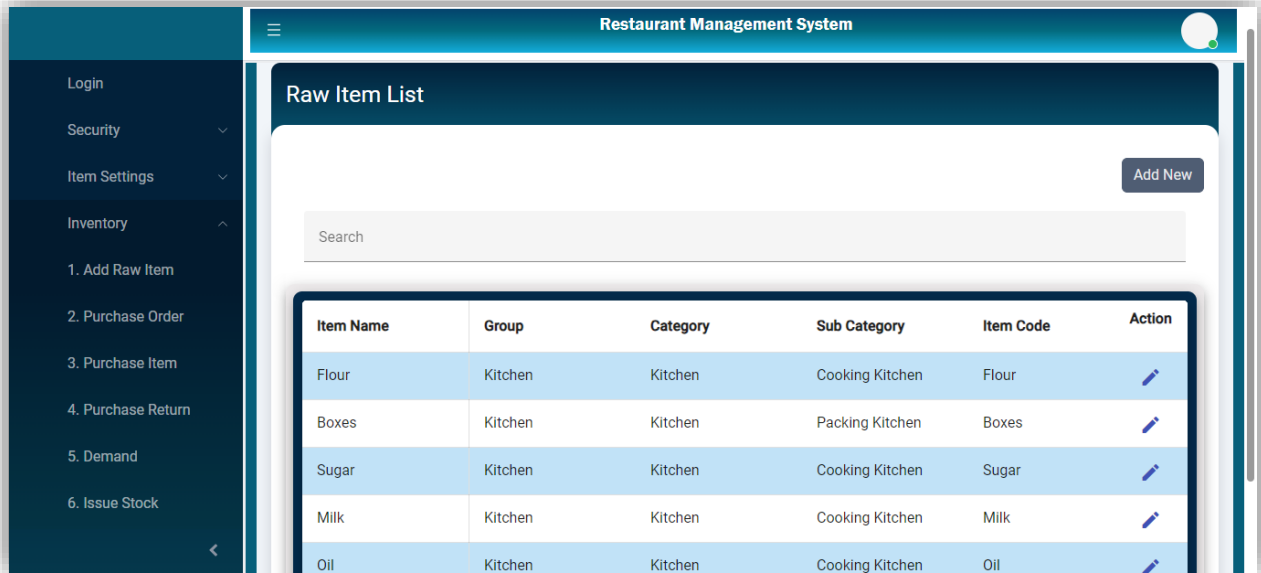 Restaurant Management System
Login
Security
Item Settings
Inventory
1. Add Raw Item
2. Purchase Order
3. Purchase Item
4. Purchase Return
5. Demand
6. Issue Stock
Raw Item List
Add New
Search
Item Name Group Category Sub Category Item Code Action
Flour Kitchen Kitchen Cooking Kitchen Flour
Boxes Kitchen Kitchen Packing Kitchen Boxes
Sugar Kitchen Kitchen Cooking Kitchen Sugar
Milk Kitchen Kitchen Cooking Kitchen Milk
Oil Kitchen Kitchen Cooking Kitchen Oil